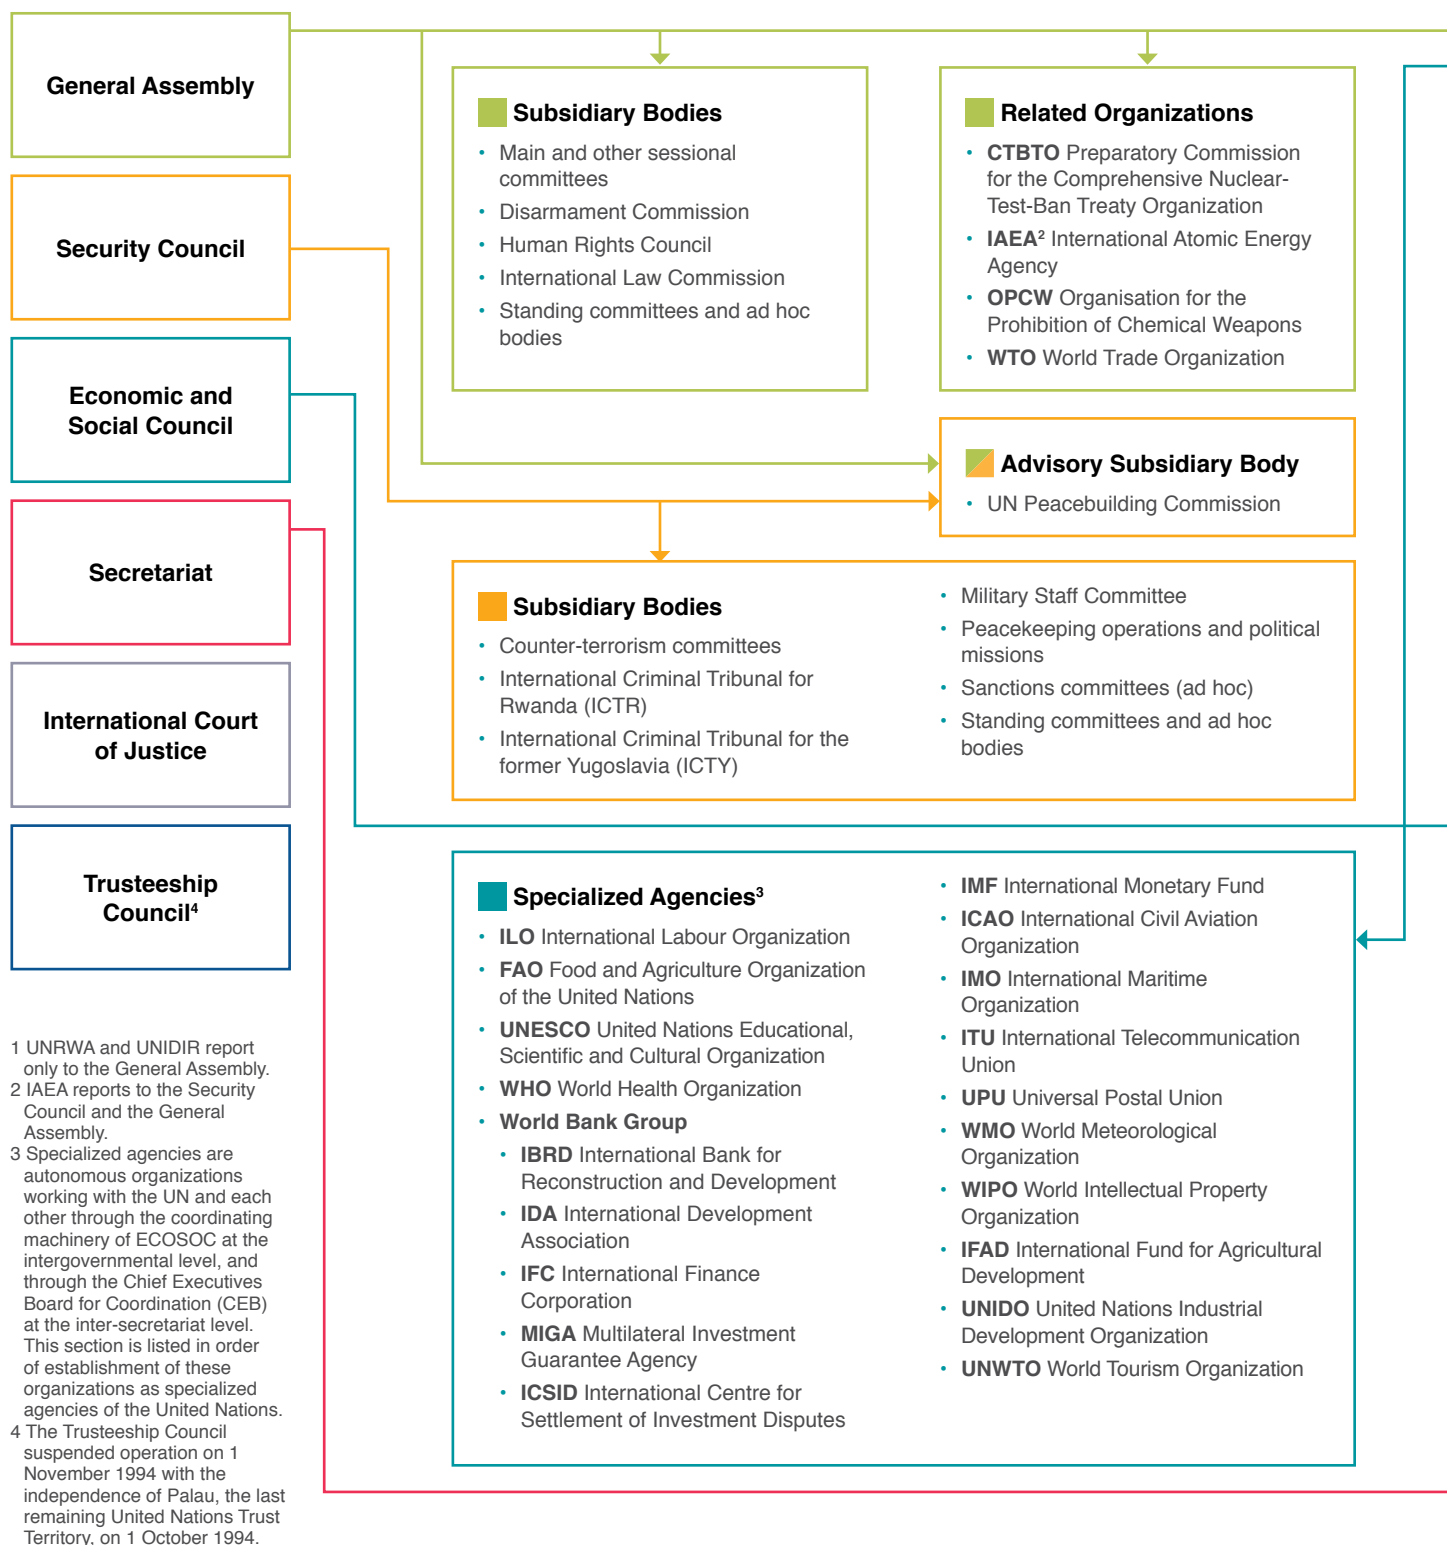 General Assembly
Security Council
Economic and
Social Council
Secretariat
International Court
of Justice
Trusteeship
Council⁴
1 UNRWA and UNIDIR report
only to the General Assembly.
2 IAEA reports to the Security
Council and the General
Assembly.
3 Specialized agencies are
autonomous organizations
working with the UN and each
other through the coordinating
machinery of ECOSOC at the
intergovernmental level, and
through the Chief Executives
Board for Coordination (CEB)
at the inter-secretariat level.
This section is listed in order
of establishment of these
organizations as specialized
agencies of the United Nations.
4 The Trusteeship Council
suspended operation on 1
November 1994 with the
independence of Palau, the last
remaining United Nations Trust
Territory, on 1 October 1994.
Subsidiary Bodies
• Main and other sessional
committees
• Disarmament Commission
• Human Rights Council
• International Law Commission
• Standing committees and ad hoc
bodies
Related Organizations
• CTBTO Preparatory Commission
for the Comprehensive Nuclear-
Test-Ban Treaty Organization
• IAEA² International Atomic Energy
Agency
• OPCW Organisation for the
Prohibition of Chemical Weapons
• WTO World Trade Organization
Advisory Subsidiary Body
• UN Peacebuilding Commission
Subsidiary Bodies
• Counter-terrorism committees
• International Criminal Tribunal for
Rwanda (ICTR)
• International Criminal Tribunal for the
former Yugoslavia (ICTY)
• Military Staff Committee
• Peacekeeping operations and political
missions
• Sanctions committees (ad hoc)
• Standing committees and ad hoc
bodies
Specialized Agencies³
• ILO International Labour Organization
• FAO Food and Agriculture Organization
of the United Nations
• UNESCO United Nations Educational,
Scientific and Cultural Organization
• WHO World Health Organization
• World Bank Group
• IBRD International Bank for
Reconstruction and Development
• IDA International Development
Association
• IFC International Finance
Corporation
• MIGA Multilateral Investment
Guarantee Agency
• ICSID International Centre for
Settlement of Investment Disputes
• IMF International Monetary Fund
• ICAO International Civil Aviation
Organization
• IMO International Maritime
Organization
• ITU International Telecommunication
Union
• UPU Universal Postal Union
• WMO World Meteorological
Organization
• WIPO World Intellectual Property
Organization
• IFAD International Fund for Agricultural
Development
• UNIDO United Nations Industrial
Development Organization
• UNWTO World Tourism Organization